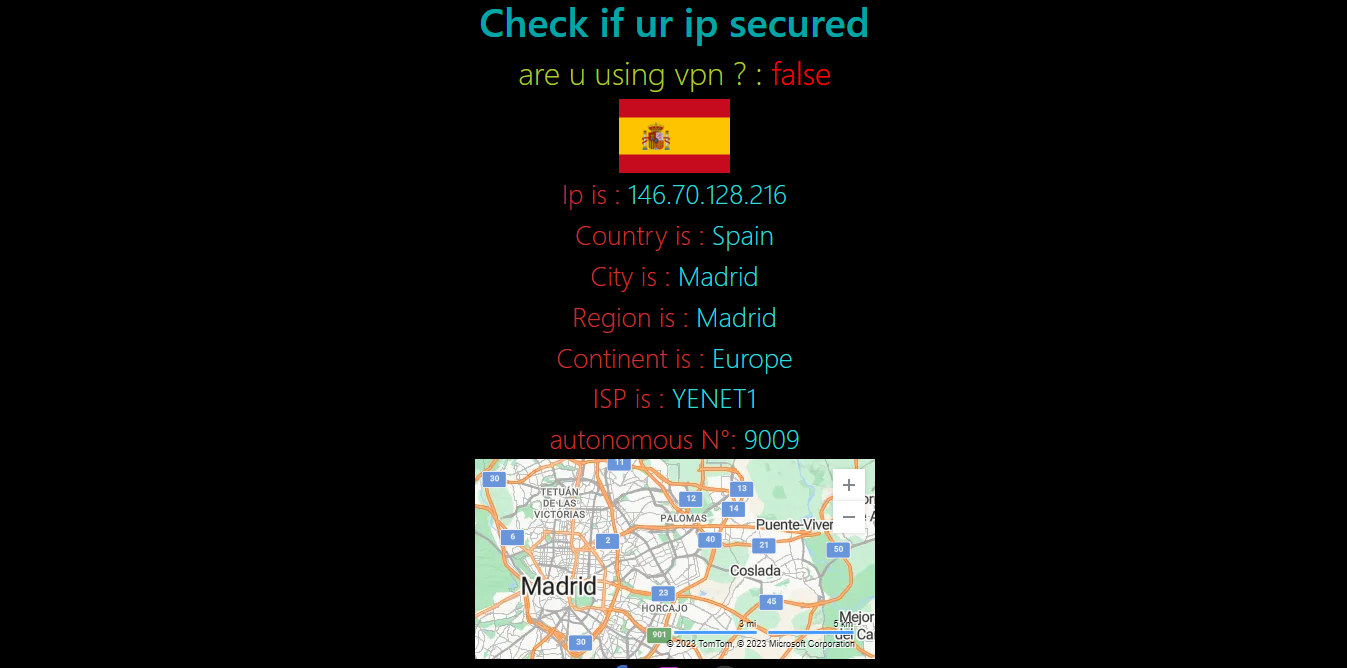 Check if ur ip secured
are u using vpn ? : false
Ip is : 146.70.128.216
Country is : Spain
City is : Madrid
Region is : Madrid
Continent is : Europe
ISP is : YENET1
autonomous N°: 9009
11
30
TETUÁN
DE LAS
VICTORIAS
12
13
14
PALOMAS
Puente-Viver
6
2
40
21
50
Coslada
Madrid
23
HORCAJO
45
Mejor
del Ca
3 mi
5 km
30
901
© 2023 TomTom, © 2023 Microsoft Corporation